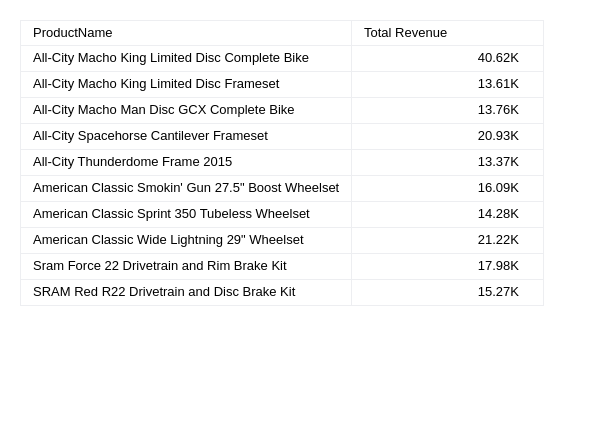 ProductName Total Revenue
All-City Macho King Limited Disc Complete Bike 40.62K
All-City Macho King Limited Disc Frameset 13.61K
All-City Macho Man Disc GCX Complete Bike 13.76K
All-City Spacehorse Cantilever Frameset 20.93K
All-City Thunderdome Frame 2015 13.37K
American Classic Smokin' Gun 27.5" Boost Wheelset 16.09K
American Classic Sprint 350 Tubeless Wheelset 14.28K
American Classic Wide Lightning 29" Wheelset 21.22K
Sram Force 22 Drivetrain and Rim Brake Kit 17.98K
SRAM Red R22 Drivetrain and Disc Brake Kit 15.27K